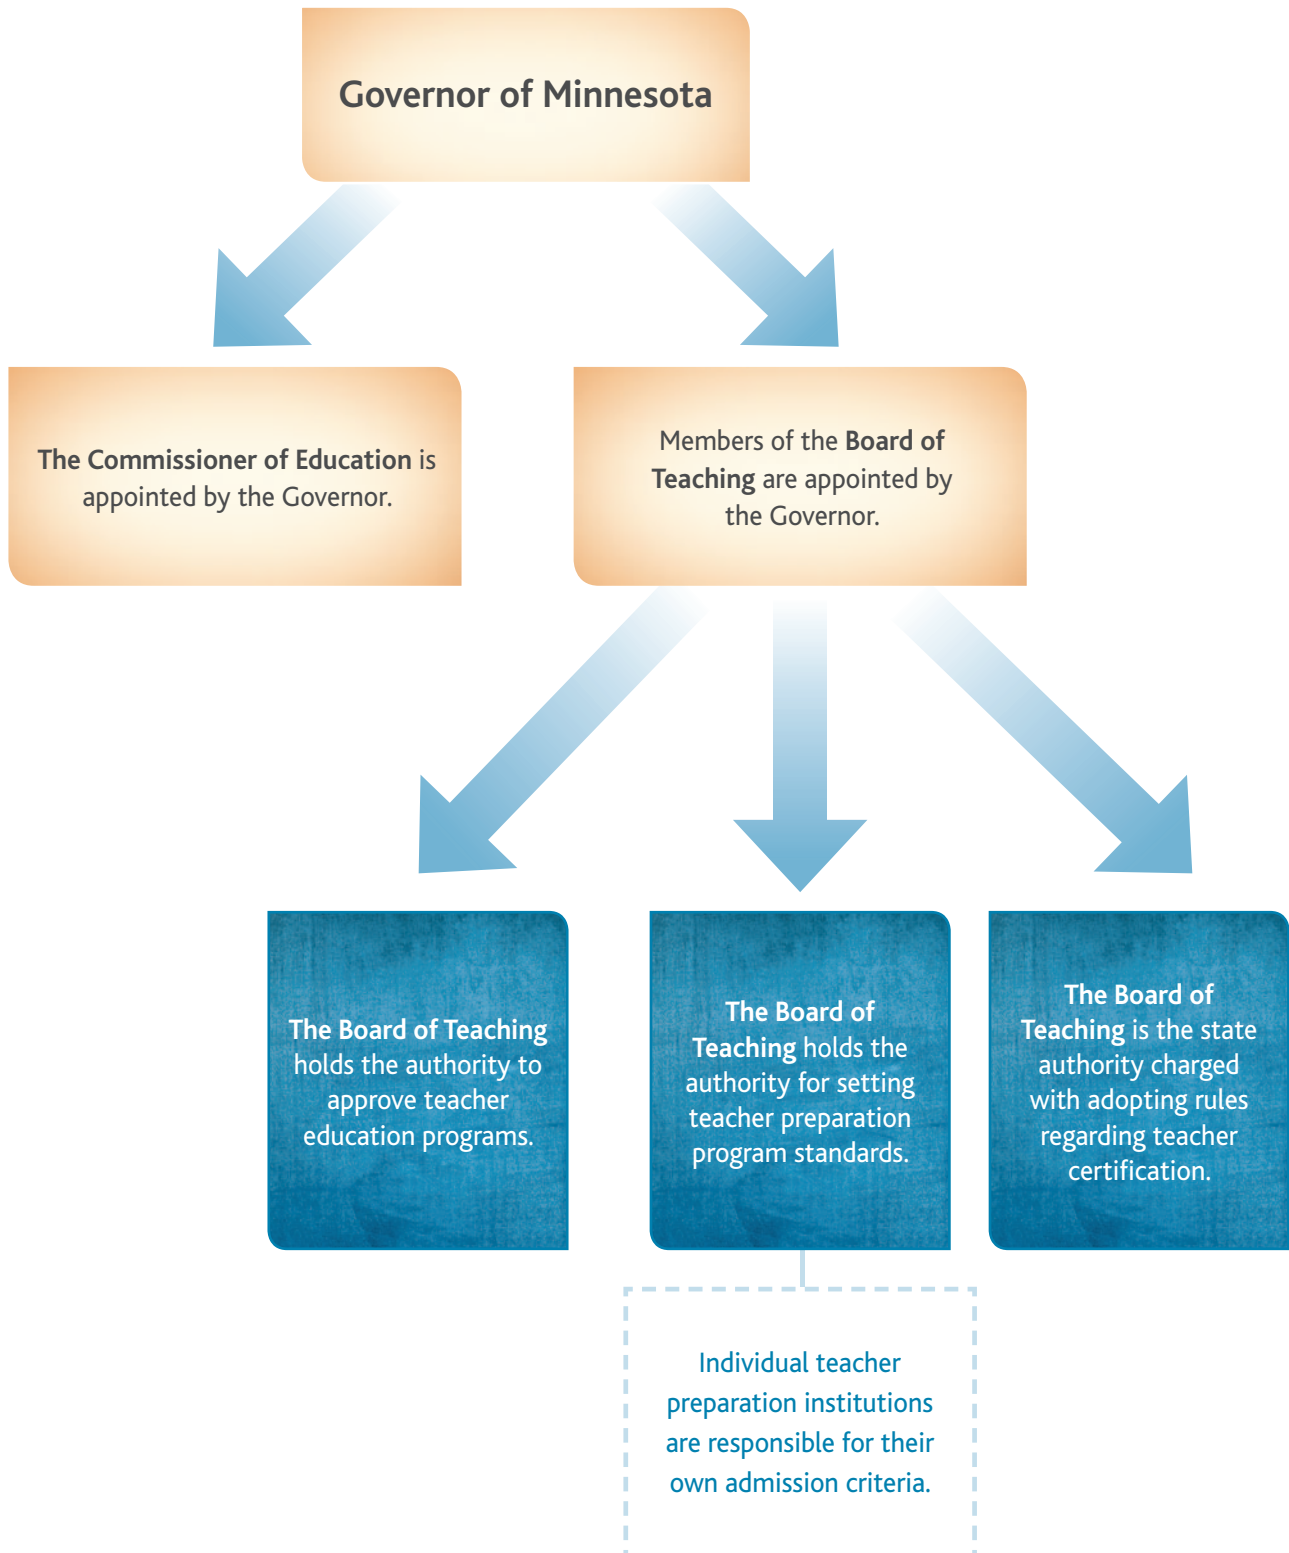 Governor of Minnesota
The Commissioner of Education is
appointed by the Governor.
Members of the Board of
Teaching are appointed by
the Governor.
The Board of Teaching
holds the authority to
approve teacher
education programs.
The Board of
Teaching holds the
authority for setting
teacher preparation
program standards.
The Board of
Teaching is the state
authority charged
with adopting rules
regarding teacher
certification.
Individual teacher
preparation institutions
are responsible for their
own admission criteria.